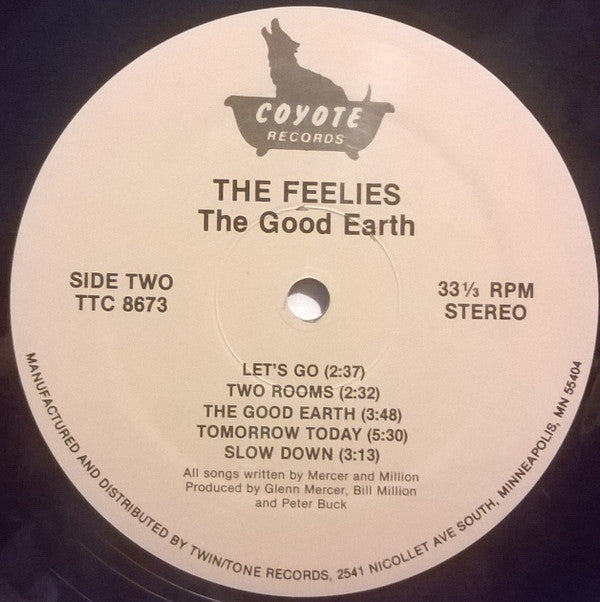 COYOTE
RECORDS
THE FEELIES
The Good Earth
SIDE TWO
TTC 8673
33 1/3 RPM
STEREO
LET'S GO (2:37)
TWO ROOMS (2:32)
THE GOOD EARTH (3:48)
TOMORROW TODAY (5:30)
SLOW DOWN (3:13)
All songs written by Mercer and Million
Produced by Glenn Mercer, Bill Million
and Peter Buck
MANUFACTURED AND DISTRIBUTED BY TWIN/TONE RECORDS, 2541 NICOLLET AVE SOUTH, MINNEAPOLIS, MN 55404